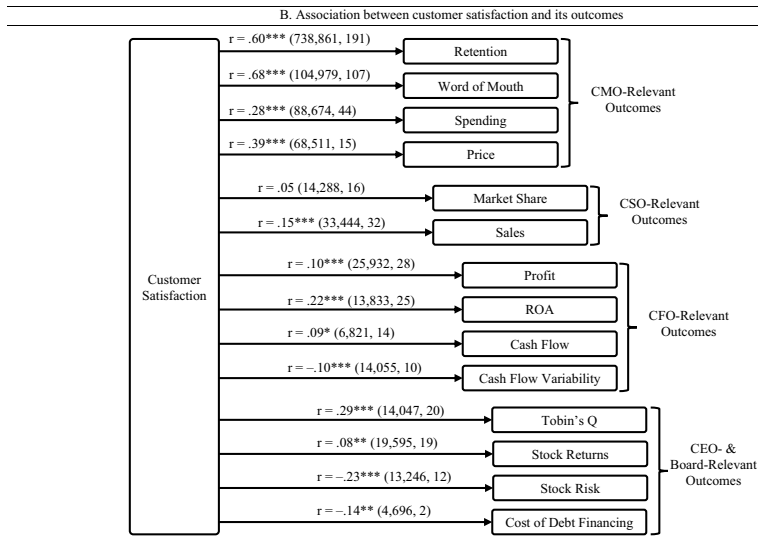 B. Association between customer satisfaction and its outcomes
Customer
Satisfaction
r = .60*** (738,861, 191)
Retention
r = .68*** (104,979, 107)
Word of Mouth
r = .28*** (88,674, 44)
Spending
r = .39*** (68,511, 15)
Price
CMO-Relevant
Outcomes
r = .05 (14,288, 16)
Market Share
r = .15*** (33,444, 32)
Sales
CSO-Relevant
Outcomes
r = .10*** (25,932, 28)
Profit
r = .22*** (13,833, 25)
ROA
r = .09* (6,821, 14)
Cash Flow
r = –.10*** (14,055, 10)
Cash Flow Variability
CFO-Relevant
Outcomes
r = .29*** (14,047, 20)
Tobin's Q
r = .08** (19,595, 19)
Stock Returns
r = –.23*** (13,246, 12)
Stock Risk
r = –.14** (4,696, 2)
Cost of Debt Financing
CEO- &
Board-Relevant
Outcomes